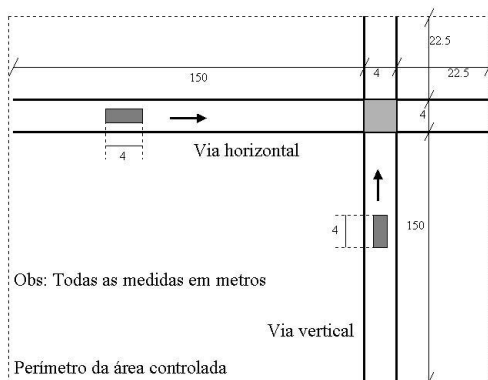 22.5
150
4
22.5
4
4
Via horizontal
4
150
Obs: Todas as medidas em metros
Via vertical
Perímetro da área controlada